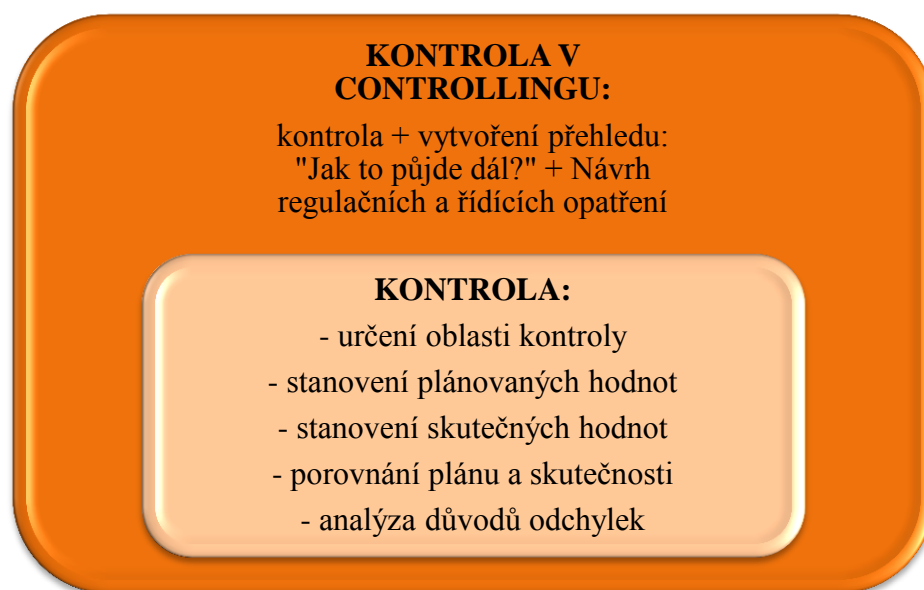 KONTROLA V
CONTROLLINGU:
kontrola + vytvoření přehledu:
"Jak to půjde dál?" + Návrh
regulačních a řídících opatření
KONTROLA:
- určení oblasti kontroly
- stanovení plánovaných hodnot
- stanovení skutečných hodnot
- porovnání plánu a skutečnosti
- analýza důvodů odchylek